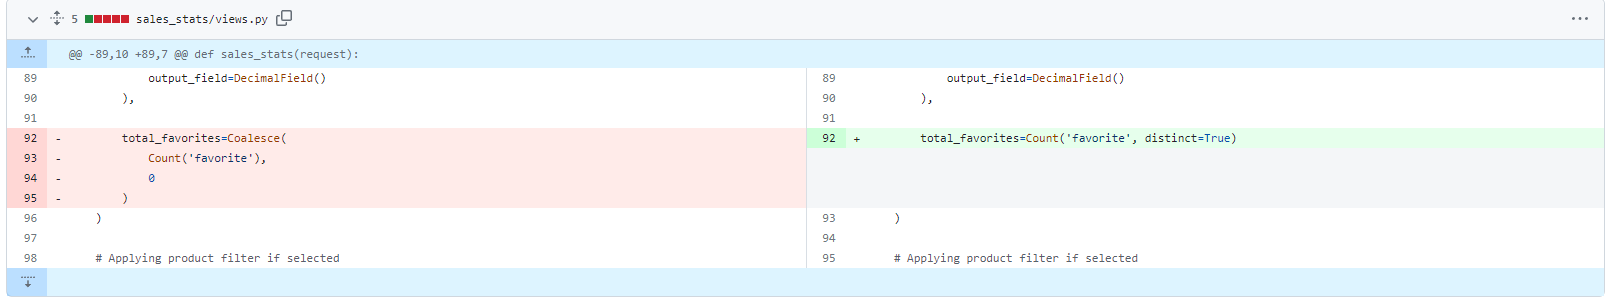 5 sales_stats/views.py
@@ -89,10 +89,7 @@ def sales_stats(request):
89 output_field=DecimalField()
90 ),
91
92 - total_favorites=Coalesce(
93 - Count('favorite'),
94 - 0
95 - )
96 )
97
98 # Applying product filter if selected
89 output_field=DecimalField()
90 ),
91
92 + total_favorites=Count('favorite', distinct=True)
93 )
94
95 # Applying product filter if selected